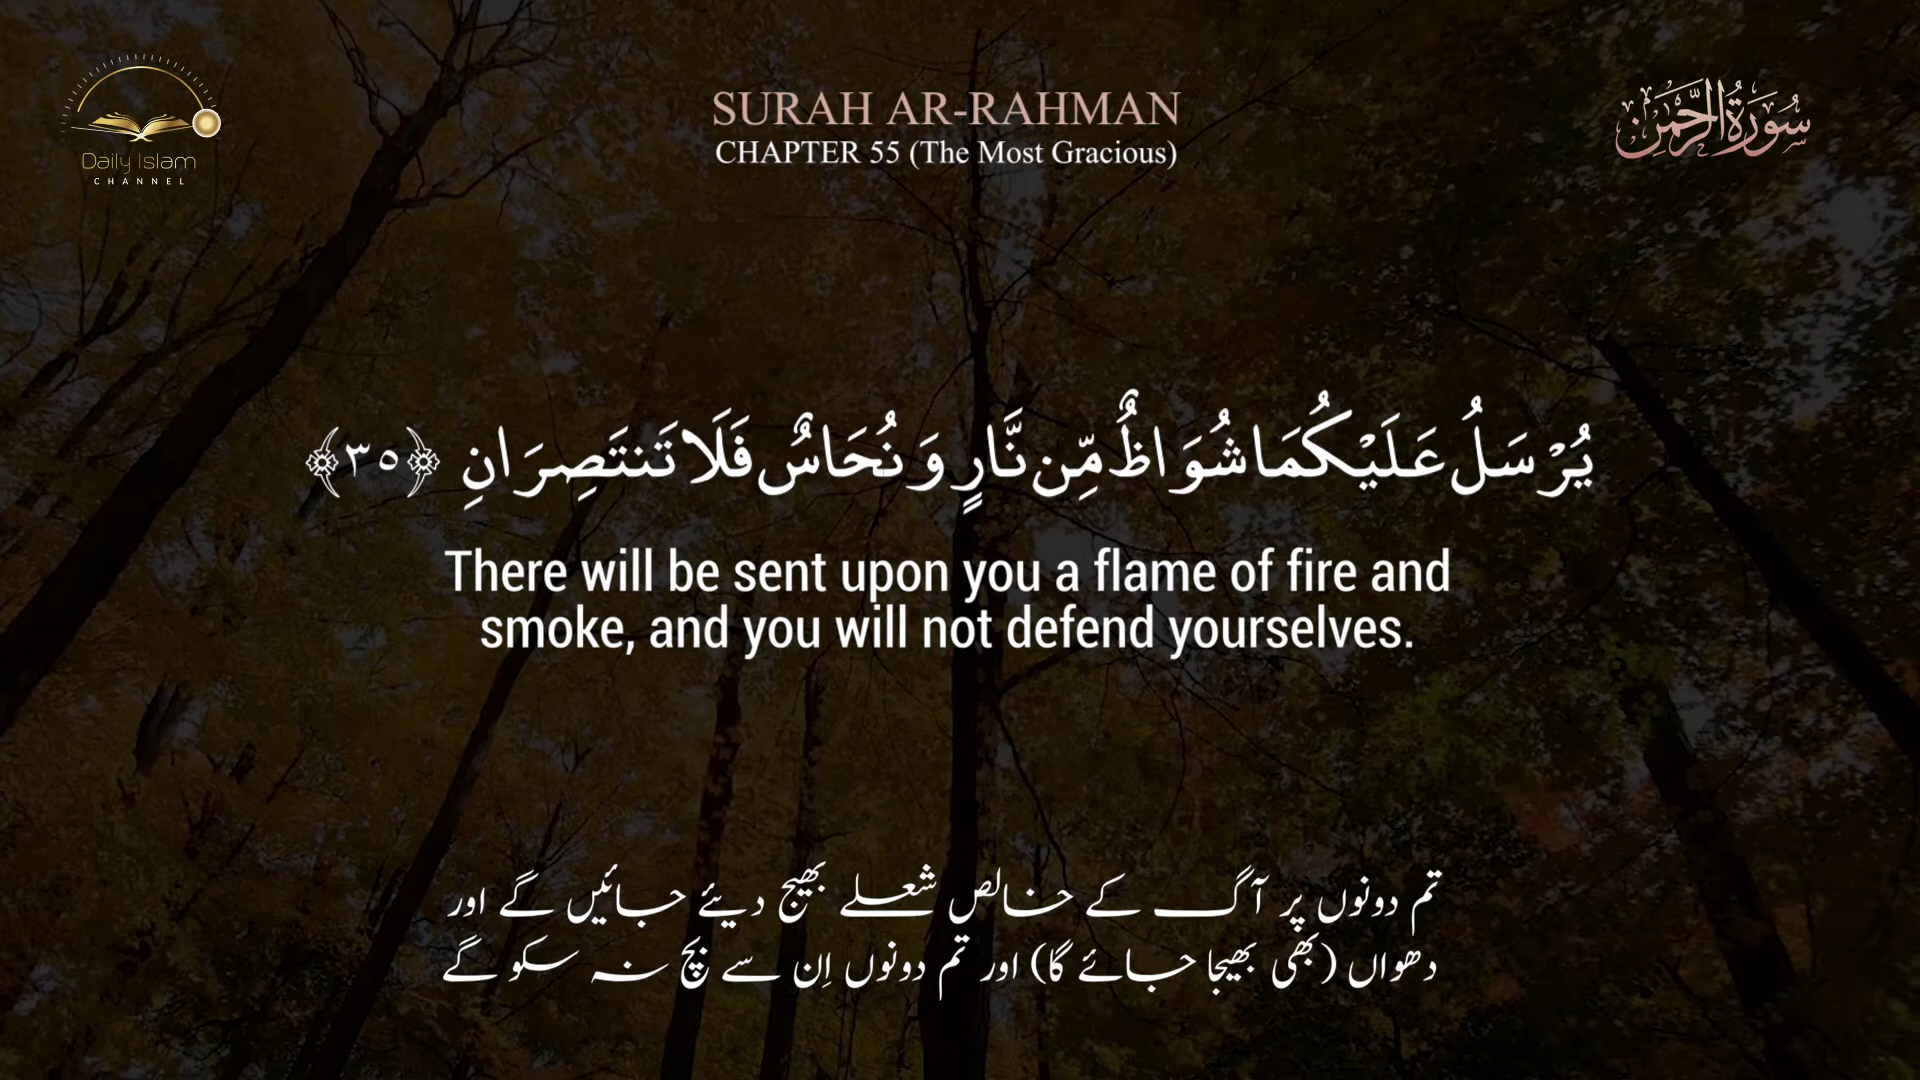 Daily Islam
CHANNEL
SURAH AR-RAHMAN
CHAPTER 55 (The Most Gracious)
سُورَةُ الرَّحْمَٰن
يُرْسَلُ عَلَيْكُمَا شُوَاظٌ مِّن نَّارٍ وَنُحَاسٌ فَلَا تَنتَصِرَانِ ﴿٣٥﴾
There will be sent upon you a flame of fire and
smoke, and you will not defend yourselves.
تم دونوں پر آگ کے خالص شعلے بھیج دیئے جائیں گے اور
دھواں (بھی بھیجا جائے گا) اور تم دونوں اِن سے بچ نہ سکو گے